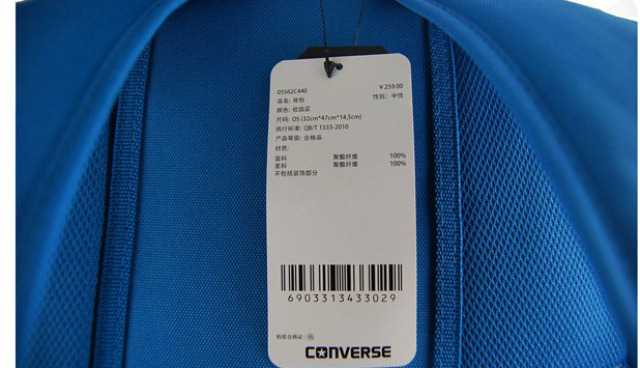 05562C440 ¥259.00
品名: 背包 性别: 中性
颜色: 校园蓝
尺码: OS (32cm*47cm*14.5cm)
执行标准: QB/T 1333-2010
产品等级: 合格品
材质:
面料 聚酯纤维 100%
里料 聚酯纤维 100%
不包括装饰部分
6903313433029
检验合格证:
CONVERSE